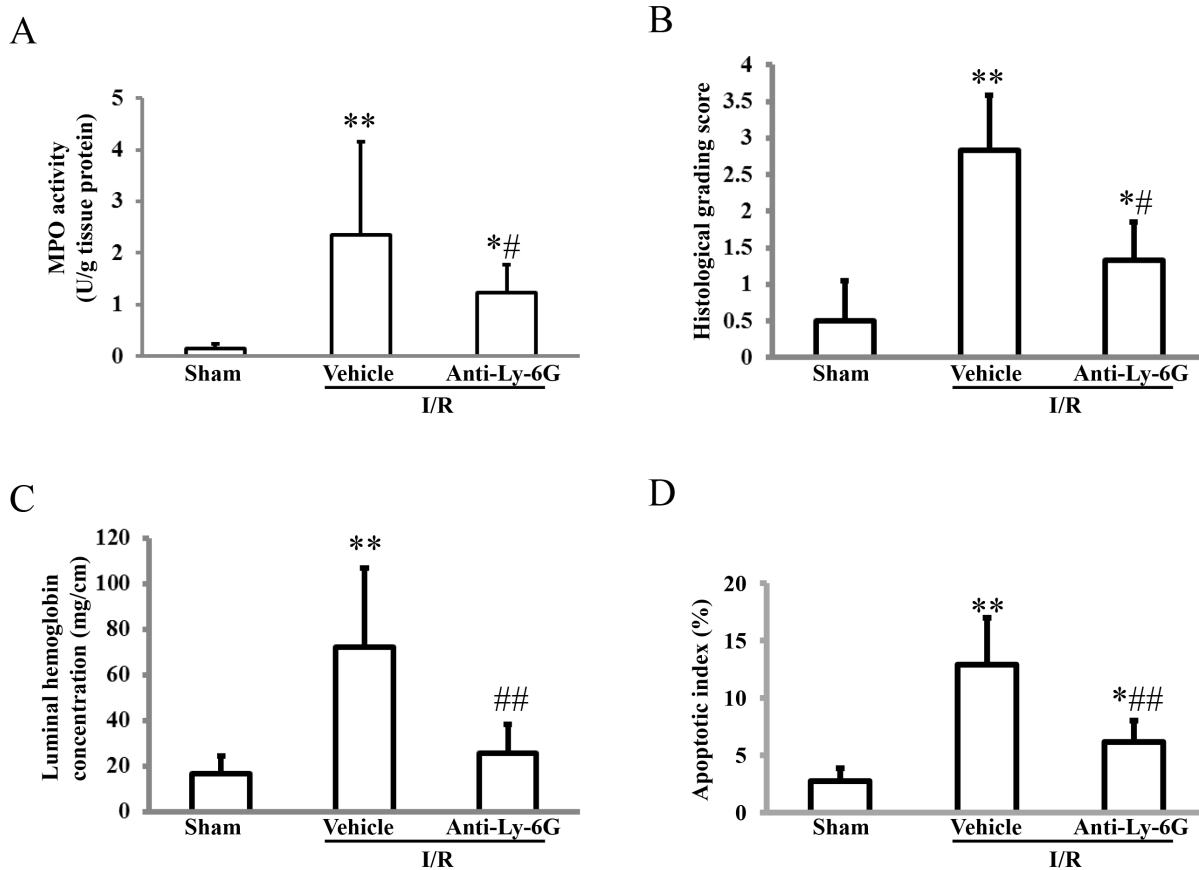 A
MPO activity
(U/g tissue protein)
5
4
3
2
1
0
**
*#
Sham
Vehicle
Anti-Ly-6G
I/R
B
Histological grading score
4
3.5
3
2.5
2
1.5
1
0.5
0
**
*#
Sham
Vehicle
Anti-Ly-6G
I/R
C
Luminal hemoglobin
concentration (mg/cm)
120
100
80
60
40
20
0
**
##
Sham
Vehicle
Anti-Ly-6G
I/R
D
Apoptotic index (%)
20
15
10
5
0
**
*##
Sham
Vehicle
Anti-Ly-6G
I/R